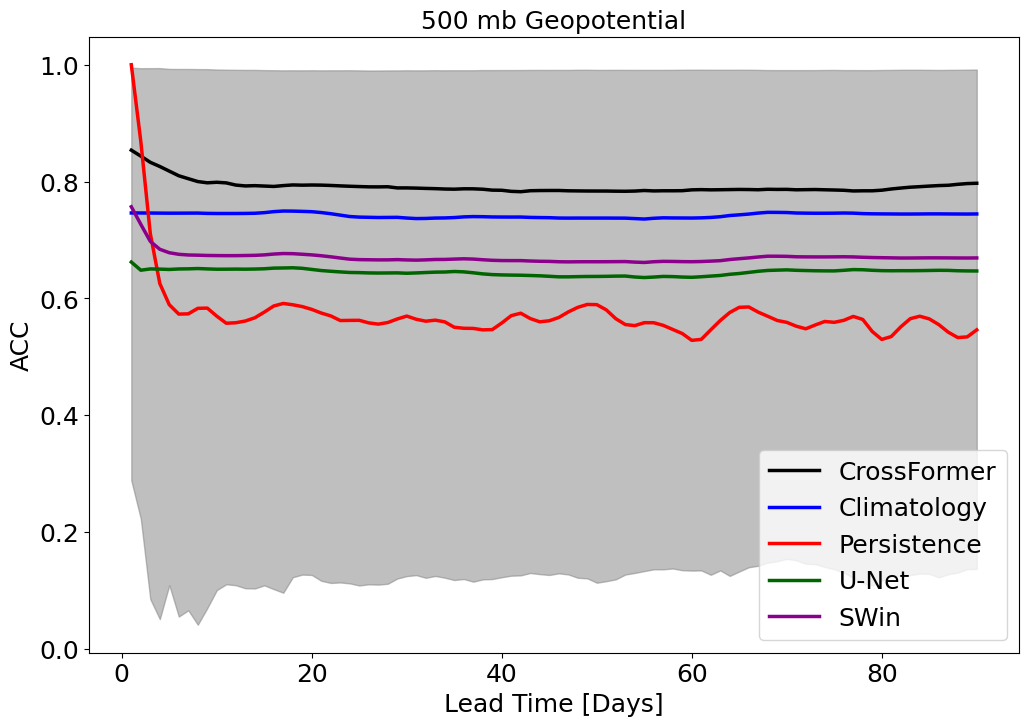 500 mb Geopotential
ACC
1.0
0.8
0.6
0.4
0.2
0.0
0 20 40 60 80
Lead Time [Days]
CrossFormer
Climatology
Persistence
U-Net
SWin